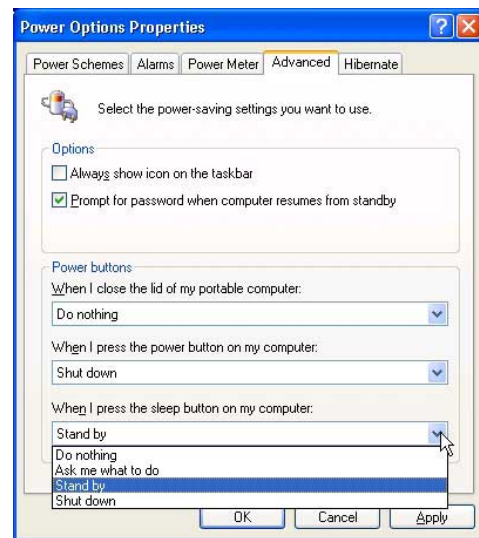 Power Options Properties
Power Schemes Alarms Power Meter Advanced Hibernate
Select the power-saving settings you want to use.
Options
Always show icon on the taskbar
Prompt for password when computer resumes from standby
Power buttons
When I close the lid of my portable computer:
Do nothing
When I press the power button on my computer:
Shut down
When I press the sleep button on my computer:
Stand by
Do nothing
Ask me what to do
Stand by
Shut down
OK Cancel Apply